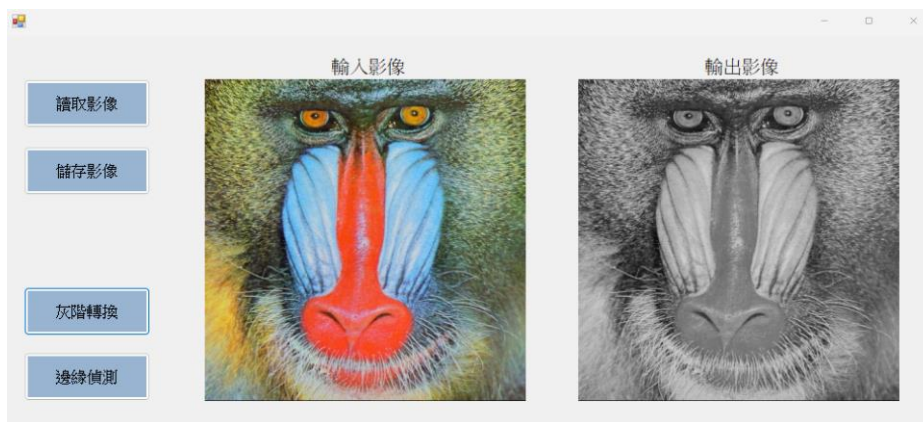 輸入影像
輸出影像
讀取影像
儲存影像
灰階轉換
邊緣偵測